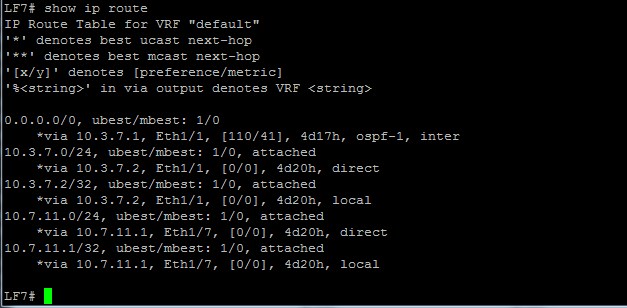 LF7# show ip route
IP Route Table for VRF "default"
'*' denotes best ucast next-hop
'**' denotes best mcast next-hop
'[x/y]' denotes [preference/metric]
'%<string>' in via output denotes VRF <string>
0.0.0.0/0, ubest/mbest: 1/0
*via 10.3.7.1, Eth1/1, [110/41], 4d17h, ospf-1, inter
10.3.7.0/24, ubest/mbest: 1/0, attached
*via 10.3.7.2, Eth1/1, [0/0], 4d20h, direct
10.3.7.2/32, ubest/mbest: 1/0, attached
*via 10.3.7.2, Eth1/1, [0/0], 4d20h, local
10.7.11.0/24, ubest/mbest: 1/0, attached
*via 10.7.11.1, Eth1/7, [0/0], 4d20h, direct
10.7.11.1/32, ubest/mbest: 1/0, attached
*via 10.7.11.1, Eth1/7, [0/0], 4d20h, local
LF7#